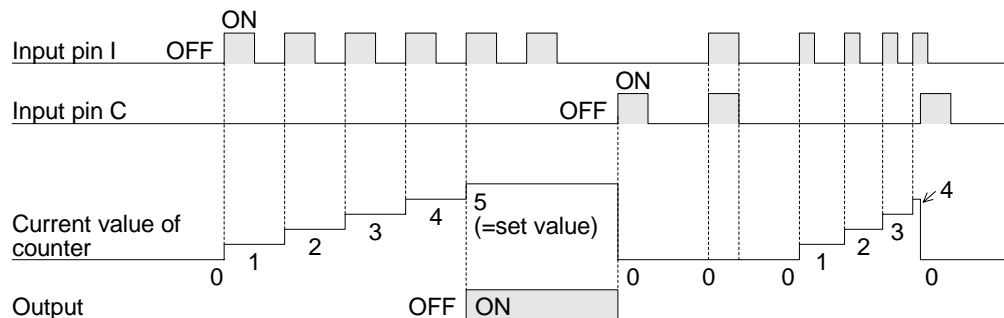 ON
Input pin I OFF
ON
Input pin C OFF
Current value of
counter
0 1 2 3 4 5
(=set value)
0 0 0 1 2 3 4 0
Output OFF ON